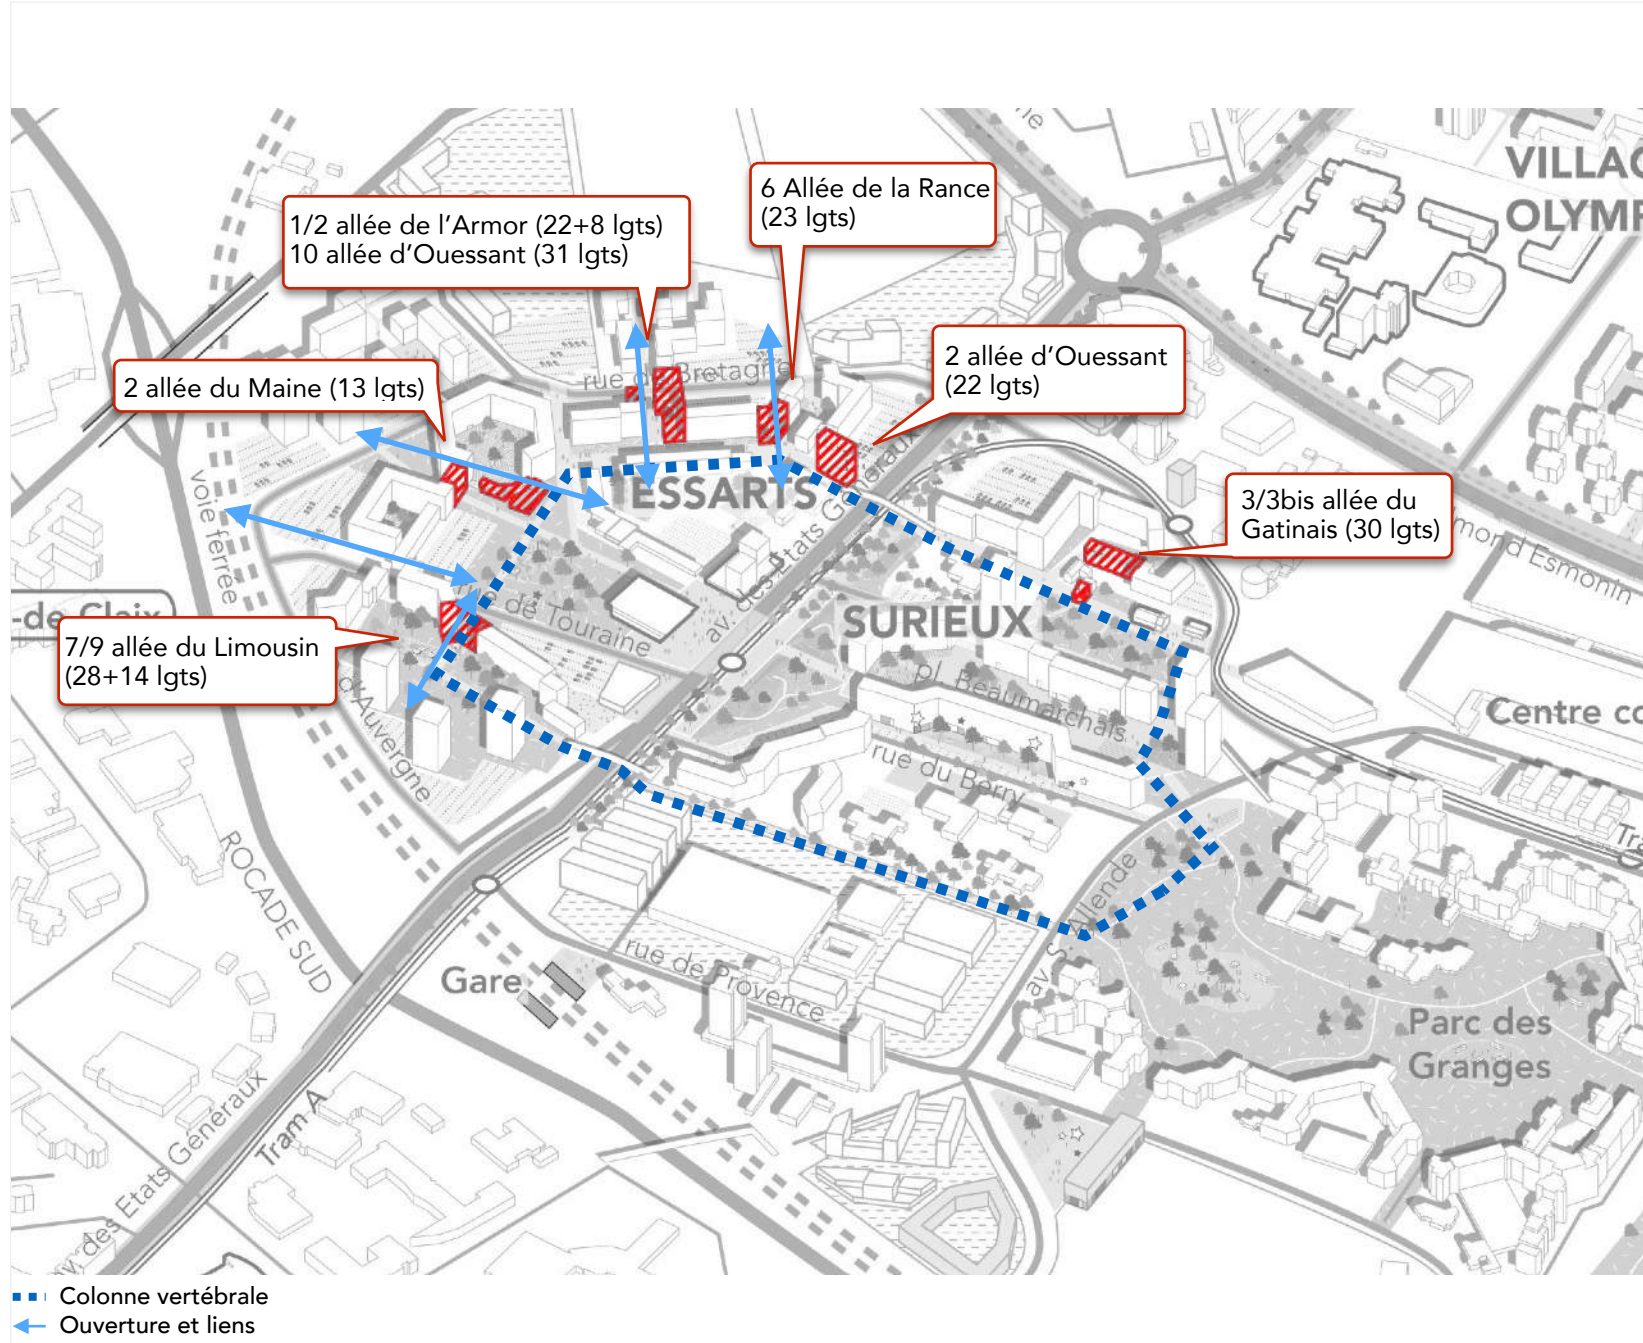 VILLAG
OLYMP
6 Allée de la Rance
(23 lgts)
1/2 allée de l’Armor (22+8 lgts)
10 allée d’Ouessant (31 lgts)
2 allée d’Ouessant
(22 lgts)
2 allée du Maine (13 lgts)
rue de Bretagne
3/3bis allée du
Gatinais (30 lgts)
ESSARTS
voie ferrée
av. des Etats Généraux
mond Esmonin
-de Claix
rue de Touraine
SURIEUX
7/9 allée du Limousin
(28+14 lgts)
d'Auvergne
pl. Beaumarchais
Centre co
rue du Berry
ROCADE SUD
Tra
av. S. Allende
Gare
rue de Provence
Parc des
Granges
av. des Etats Généraux
Tram A
Colonne vertébrale
Ouverture et liens